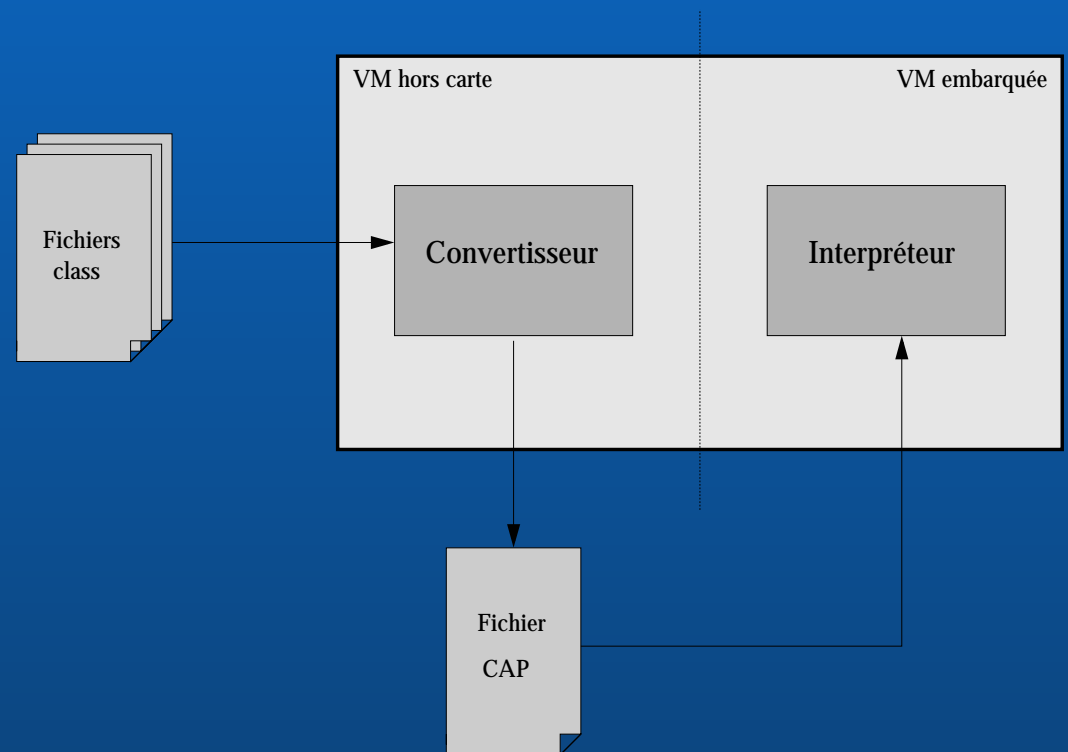 VM hors carte
VM embarquée
Fichiers
class
Convertisseur
Interpréteur
Fichier
CAP